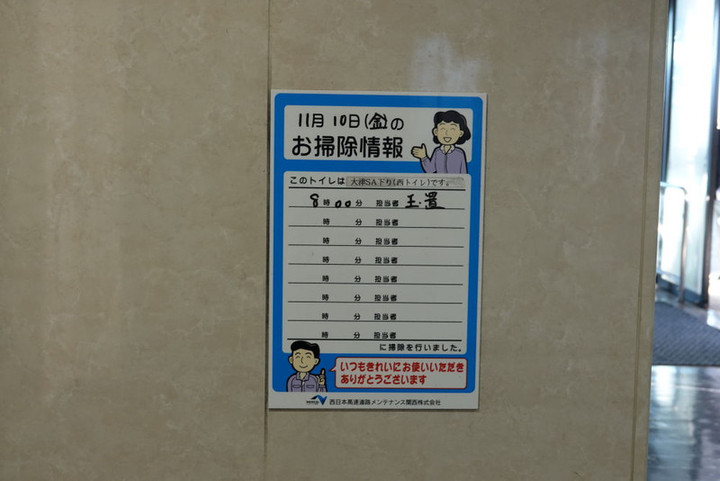 11月 10日(金)の
お掃除情報
このトイレは 大津SA下り(西トイレ)です。
8時00分 担当者 玉置
時 分 担当者
時 分 担当者
時 分 担当者
時 分 担当者
時 分 担当者
時 分 担当者
時 分 担当者
に掃除を行いました。
いつもきれいにお使いいただき
ありがとうございます
西日本高速道路メンテナンス関西株式会社